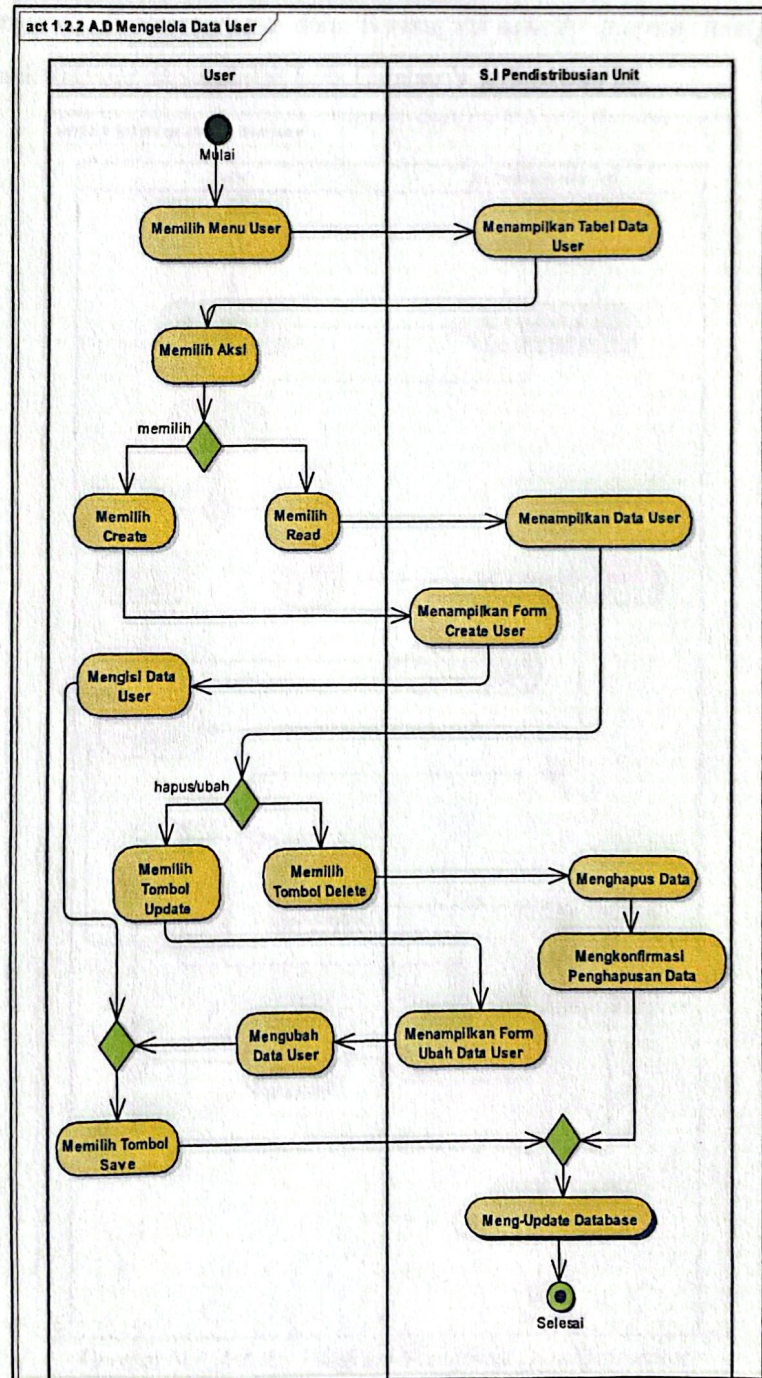 act 1.2.2 A.D Mengelola Data User
User
S.I Pendistribusian Unit
Mulai
Memilih Menu User
Menampilkan Tabel Data
User
Memilih Aksi
memilih
Memilih
Create
Memilih
Read
Menampilkan Data User
Menampilkan Form
Create User
Mengisi Data
User
hapus/ubah
Memilih
Tombol
Update
Memilih
Tombol Delete
Menghapus Data
Mengkonfirmasi
Penghapusan Data
Mengubah
Data User
Menampilkan Form
Ubah Data User
Memilih Tombol
Save
Meng-Update Database
Selesai